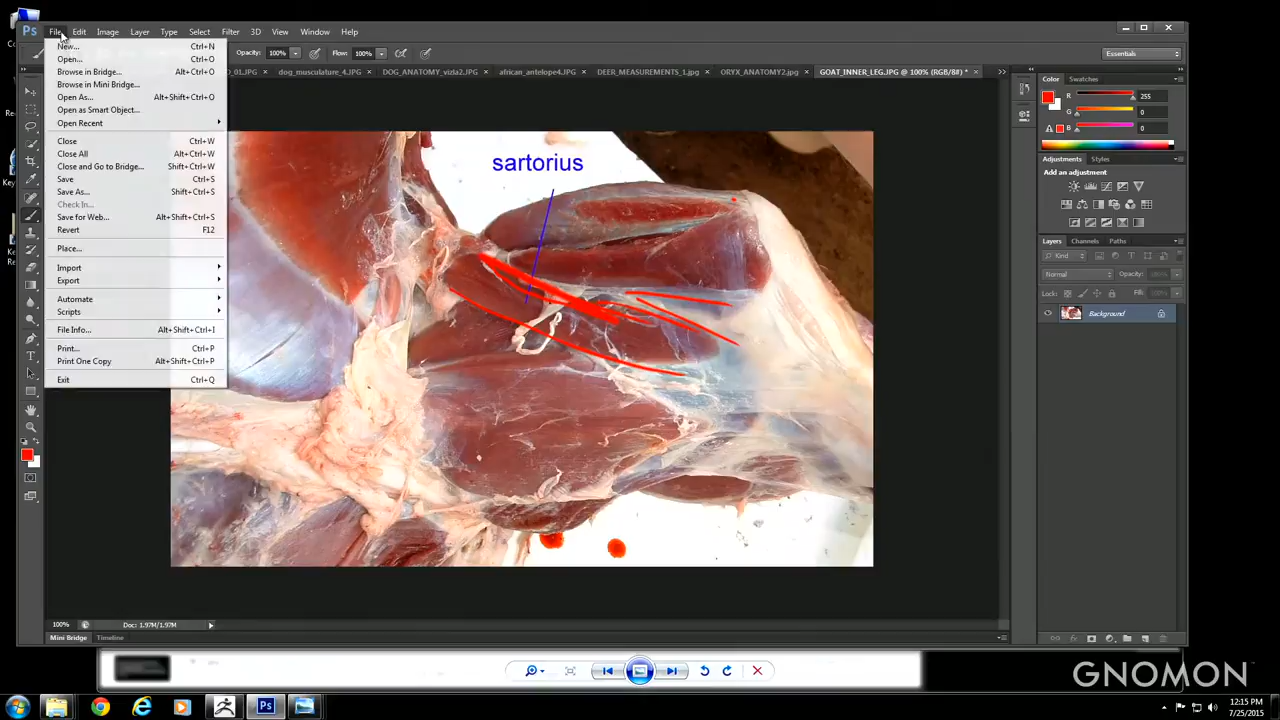 Ps File Edit Image Layer Type Select Filter 3D View Window Help
Opacity: 100% Flow: 100% Essentials
_01.JPG × dog_musculature_4.JPG × DOG_ANATOMY_vizla2.JPG × african_antelope4.JPG × DEER_MEASUREMENTS_1.jpg × ORYX_ANATOMY2.jpg × GOAT_INNER_LEG.JPG @ 100% (RGB/8#) * ×
New... Ctrl+N
Open... Ctrl+O
Browse in Bridge... Alt+Ctrl+O
Browse in Mini Bridge...
Open As... Alt+Shift+Ctrl+O
Open as Smart Object...
Open Recent
Close Ctrl+W
Close All Alt+Ctrl+W
Close and Go to Bridge... Shift+Ctrl+W
Save Ctrl+S
Save As... Shift+Ctrl+S
Check In...
Save for Web... Alt+Shift+Ctrl+S
Revert F12
Place...
Import
Export
Automate
Scripts
File Info... Alt+Shift+Ctrl+I
Print... Ctrl+P
Print One Copy Alt+Shift+Ctrl+P
Exit Ctrl+Q
sartorius
Color Swatches
R 255
G 0
B 0
Adjustments Styles
Add an adjustment
Layers Channels Paths
Kind
Normal Opacity: 100%
Lock: Fill: 100%
Background
100% Doc: 1.97M/1.97M
Mini Bridge Timeline
GNOMON
Ps
12:15 PM
7/25/2015